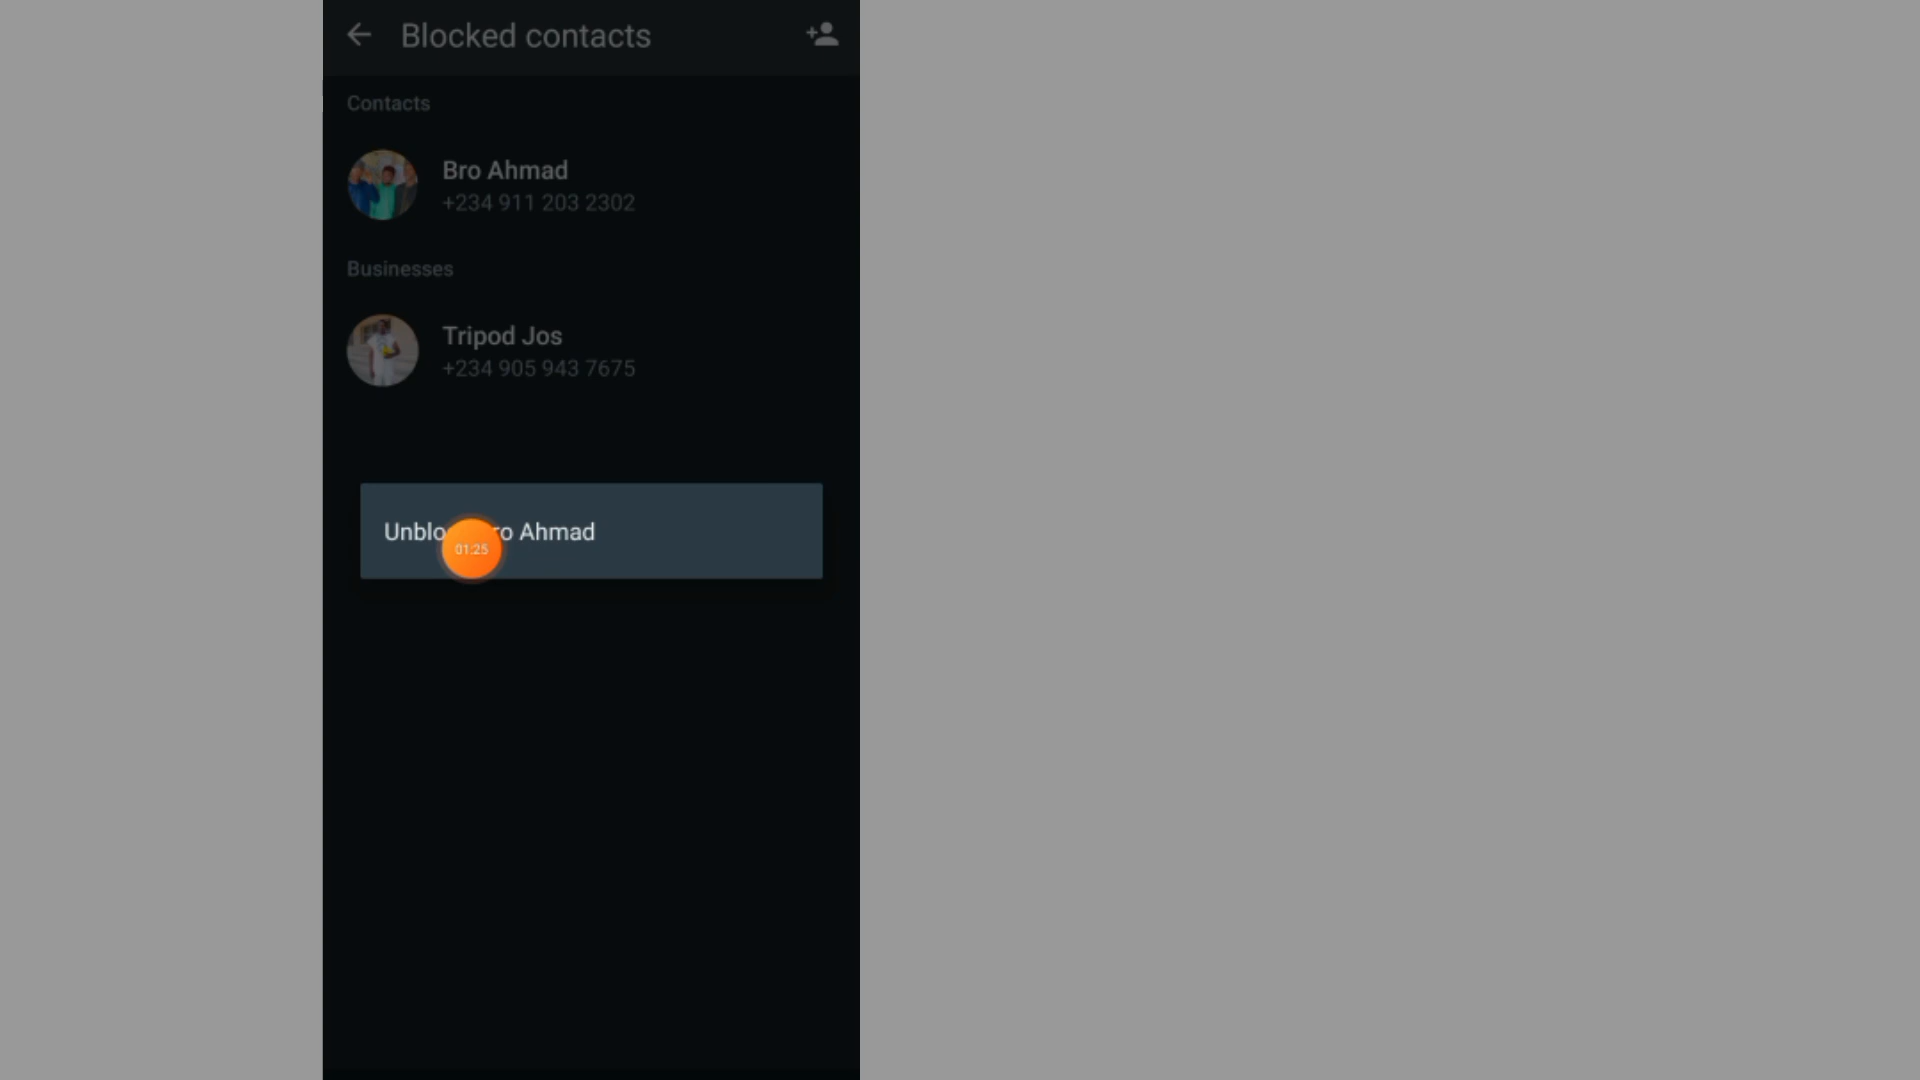 Blocked contacts
Contacts
Bro Ahmad
+234 911 203 2302
Businesses
Tripod Jos
+234 905 943 7675
Unblo ro Ahmad
01:25